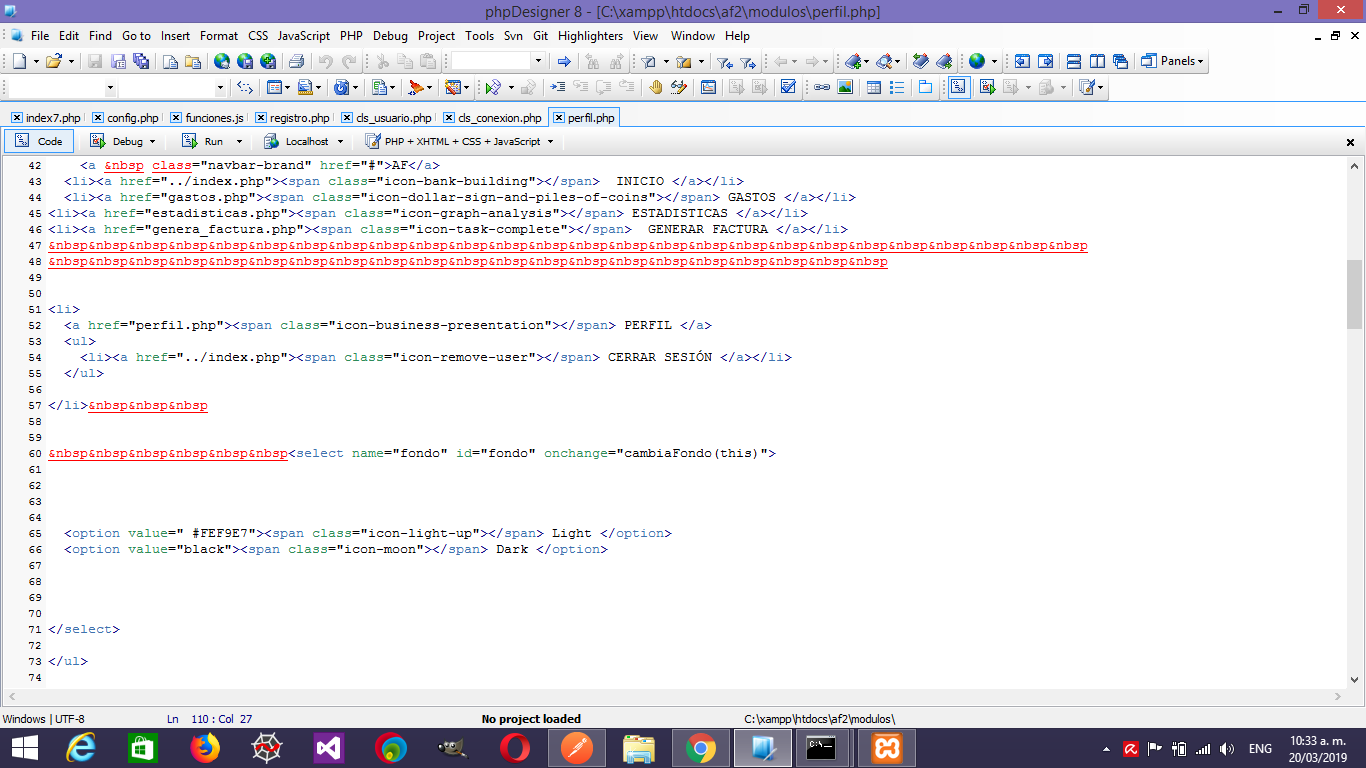 phpDesigner 8 - [C:\xampp\htdocs\af2\modulos\perfil.php]
File Edit Find Go to Insert Format CSS JavaScript PHP Debug Project Tools Svn Git Highlighters View Window Help
Panels
index7.php config.php funciones.js registro.php cls_usuario.php cls_conexion.php perfil.php
Code Debug Run Localhost PHP + XHTML + CSS + JavaScript
42 <a &nbsp class="navbar-brand" href="#">AF</a>
43 <li><a href="../index.php"><span class="icon-bank-building"></span>  INICIO </a></li>
44 <li><a href="gastos.php"><span class="icon-dollar-sign-and-piles-of-coins"></span> GASTOS </a></li>
45 <li><a href="estadisticas.php"><span class="icon-graph-analysis"></span> ESTADISTICAS </a></li>
46 <li><a href="genera_factura.php"><span class="icon-task-complete"></span>  GENERAR FACTURA </a></li>
47 &nbsp&nbsp&nbsp&nbsp&nbsp&nbsp&nbsp&nbsp&nbsp&nbsp&nbsp&nbsp&nbsp&nbsp&nbsp&nbsp&nbsp&nbsp&nbsp&nbsp&nbsp&nbsp&nbsp&nbsp&nbsp&nbsp
48 &nbsp&nbsp&nbsp&nbsp&nbsp&nbsp&nbsp&nbsp&nbsp&nbsp&nbsp&nbsp&nbsp&nbsp&nbsp&nbsp&nbsp&nbsp&nbsp&nbsp&nbsp
49
50
51 <li>
52 <a href="perfil.php"><span class="icon-business-presentation"></span> PERFIL </a>
53 <ul>
54 <li><a href="../index.php"><span class="icon-remove-user"></span> CERRAR SESIÓN </a></li>
55 </ul>
56
57 </li>&nbsp&nbsp&nbsp
58
59
60 &nbsp&nbsp&nbsp&nbsp&nbsp&nbsp<select name="fondo" id="fondo" onchange="cambiaFondo(this)">
61
62
63
64
65 <option value=" #FEF9E7"><span class="icon-light-up"></span> Light </option>
66 <option value="black"><span class="icon-moon"></span> Dark </option>
67
68
69
70
71 </select>
72
73 </ul>
74
Windows | UTF-8 Ln 110 : Col 27 No project loaded C:\xampp\htdocs\af2\modulos\
ENG 10:33 a. m.
20/03/2019